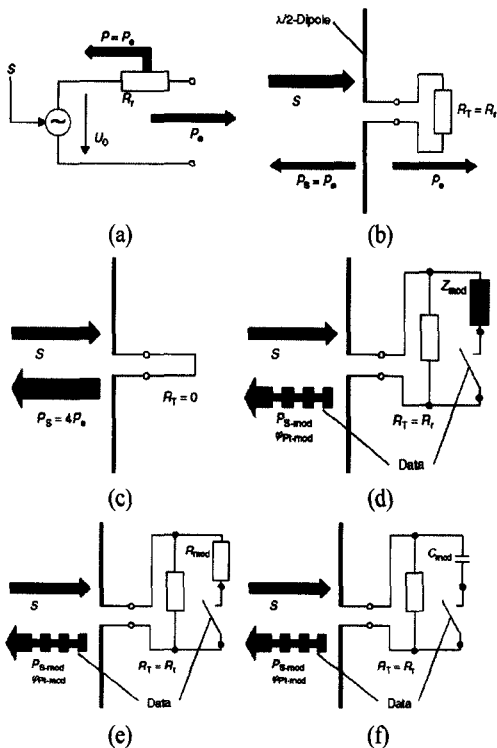 P = Pe
S
Rr
U0
Pe
(a)
λ/2-Dipole
S
RT = Rr
PS = Pe
Pe
(b)
S
PS = 4Pe
RT = 0
(c)
Zmod
S
PS-mod
φPt-mod
RT = Rr
Data
(d)
Rmod
S
PS-mod
φPt-mod
RT = Rr
Data
(e)
Cmod
S
PS-mod
φPt-mod
RT = Rr
Data
(f)